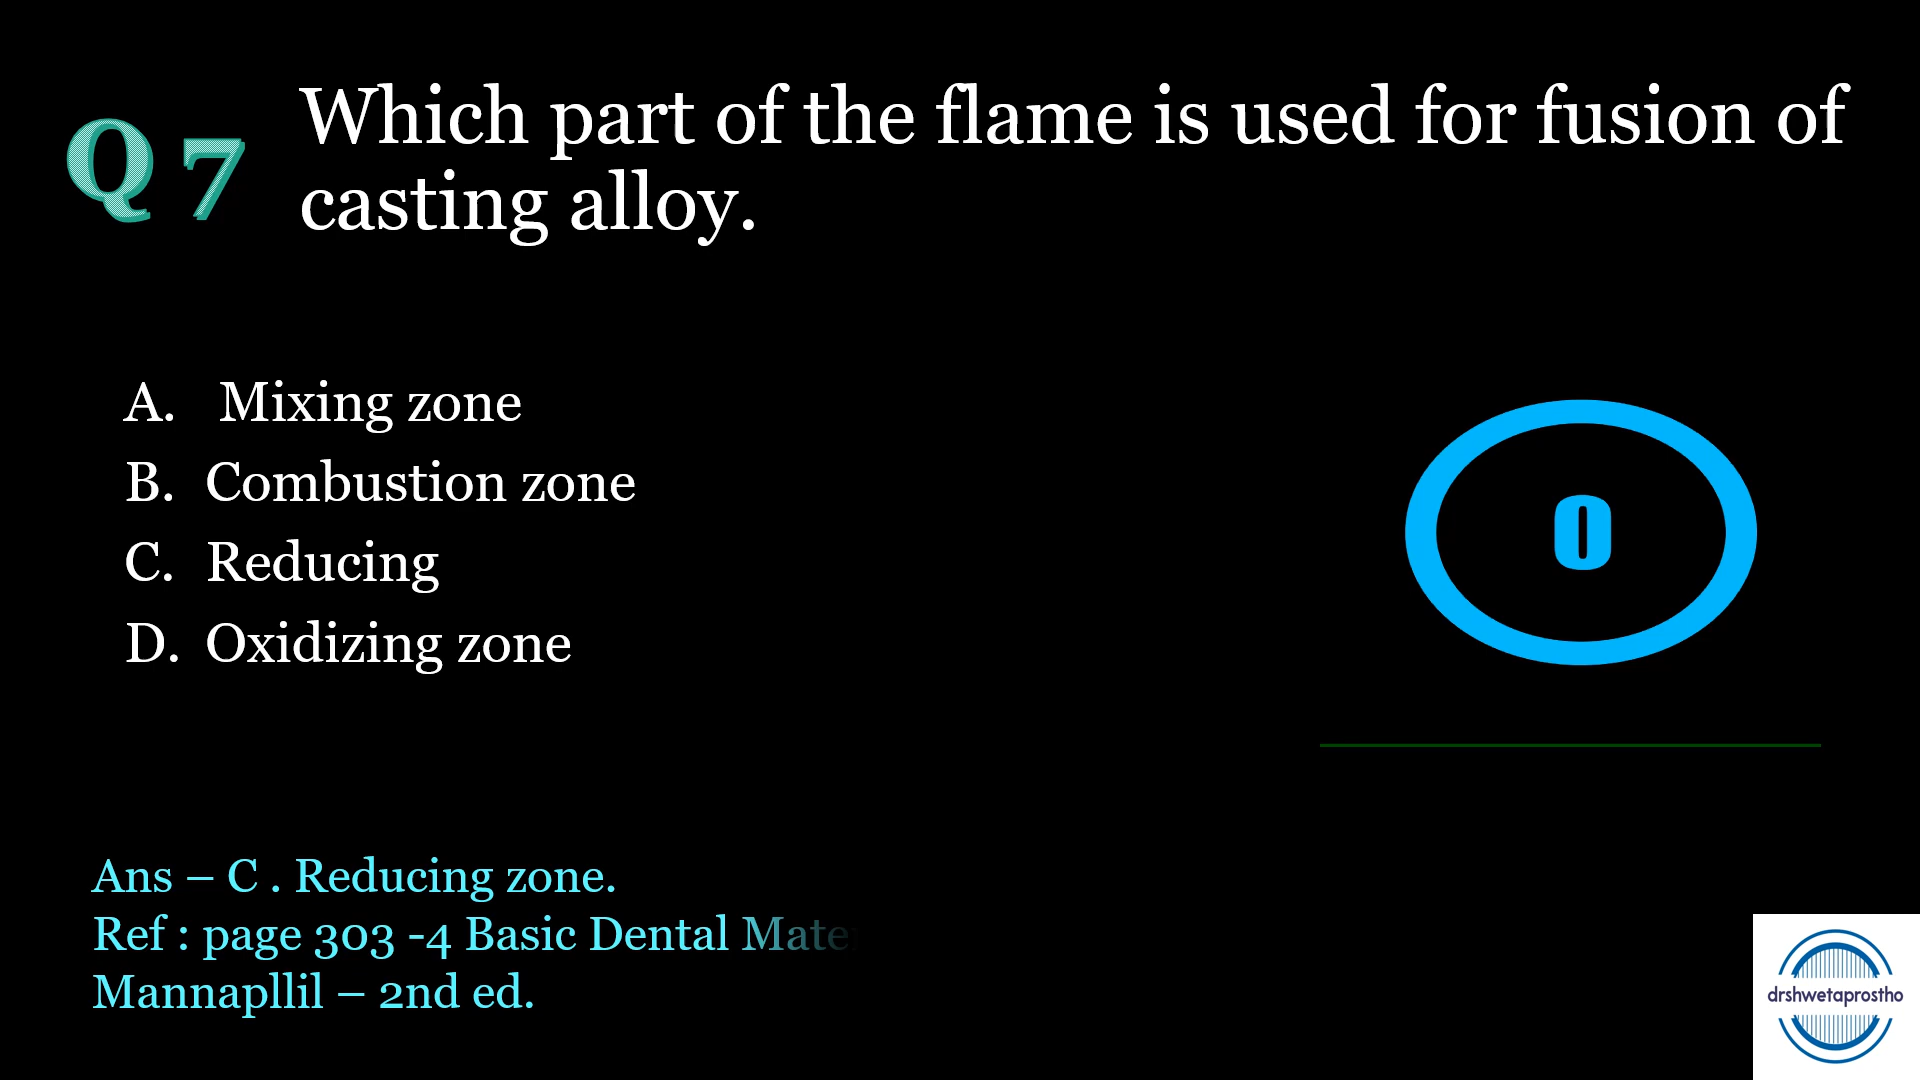 Q 7
Which part of the flame is used for fusion of
casting alloy.
A. Mixing zone
B. Combustion zone
C. Reducing
D. Oxidizing zone
0
Ans – C . Reducing zone.
Ref : page 303 -4 Basic Dental
Mannapllil – 2nd ed.
drshwetaprostho